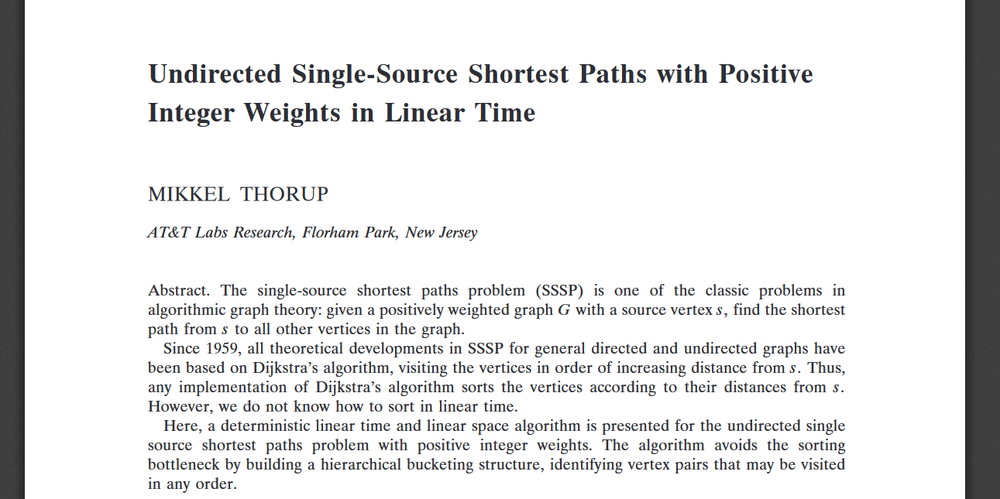 Undirected Single-Source Shortest Paths with Positive
Integer Weights in Linear Time
MIKKEL THORUP
AT&T Labs Research, Florham Park, New Jersey
Abstract. The single-source shortest paths problem (SSSP) is one of the classic problems in
algorithmic graph theory: given a positively weighted graph G with a source vertex s, find the shortest
path from s to all other vertices in the graph.
Since 1959, all theoretical developments in SSSP for general directed and undirected graphs have
been based on Dijkstra's algorithm, visiting the vertices in order of increasing distance from s. Thus,
any implementation of Dijkstra's algorithm sorts the vertices according to their distances from s.
However, we do not know how to sort in linear time.
Here, a deterministic linear time and linear space algorithm is presented for the undirected single
source shortest paths problem with positive integer weights. The algorithm avoids the sorting
bottleneck by building a hierarchical bucketing structure, identifying vertex pairs that may be visited
in any order.